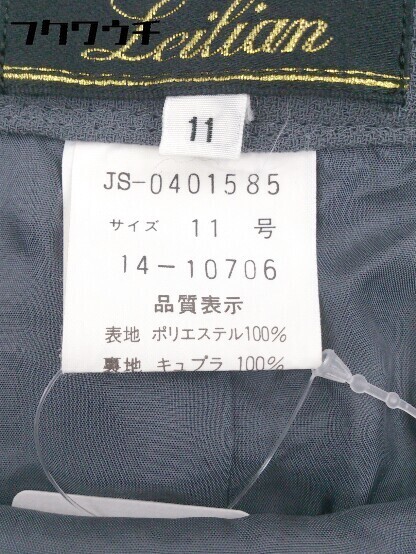 フクワウチ
Leilian
11
JS-0401585
サイズ 11 号
14-10706
品質表示
表地 ポリエステル100%
裏地 キュプラ 100%